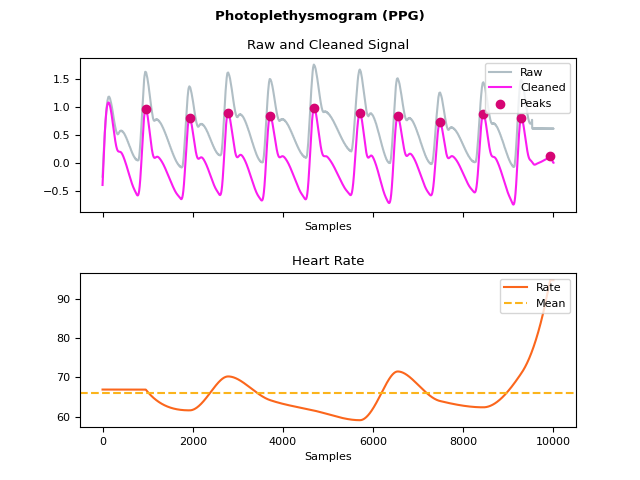 Photoplethysmogram (PPG)
Raw and Cleaned Signal
Raw
Cleaned
Peaks
1.5
1.0
0.5
0.0
−0.5
Samples
Heart Rate
Rate
Mean
90
80
70
60
0 2000 4000 6000 8000 10000
Samples